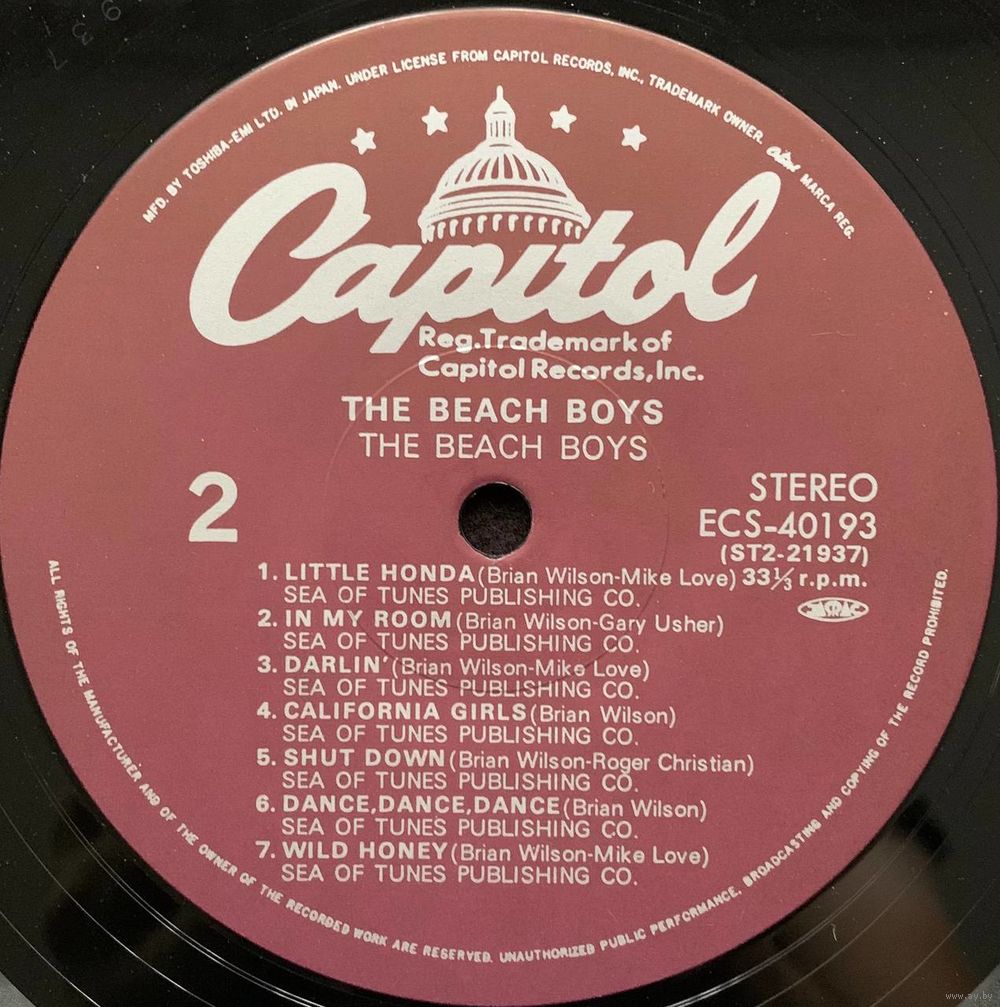 MFD. BY TOSHIBA-EMI LTD. IN JAPAN. UNDER LICENSE FROM CAPITOL RECORDS, INC., TRADEMARK OWNER. MARCA REG.
Capitol
Reg. Trademark of
Capitol Records, Inc.
THE BEACH BOYS
THE BEACH BOYS
2
STEREO
ECS-40193
(ST2-21937)
33⅓ r.p.m.
JASRAC
1. LITTLE HONDA (Brian Wilson-Mike Love)
SEA OF TUNES PUBLISHING CO.
2. IN MY ROOM (Brian Wilson-Gary Usher)
SEA OF TUNES PUBLISHING CO.
3. DARLIN' (Brian Wilson-Mike Love)
SEA OF TUNES PUBLISHING CO.
4. CALIFORNIA GIRLS (Brian Wilson)
SEA OF TUNES PUBLISHING CO.
5. SHUT DOWN (Brian Wilson-Roger Christian)
SEA OF TUNES PUBLISHING CO.
6. DANCE, DANCE, DANCE (Brian Wilson)
SEA OF TUNES PUBLISHING CO.
7. WILD HONEY (Brian Wilson-Mike Love)
SEA OF TUNES PUBLISHING CO.
ALL RIGHTS OF THE MANUFACTURER AND OF THE OWNER OF THE RECORDED WORK ARE RESERVED. UNAUTHORIZED PUBLIC PERFORMANCE, BROADCASTING AND COPYING OF THE RECORD PROHIBITED.
www.ay.by